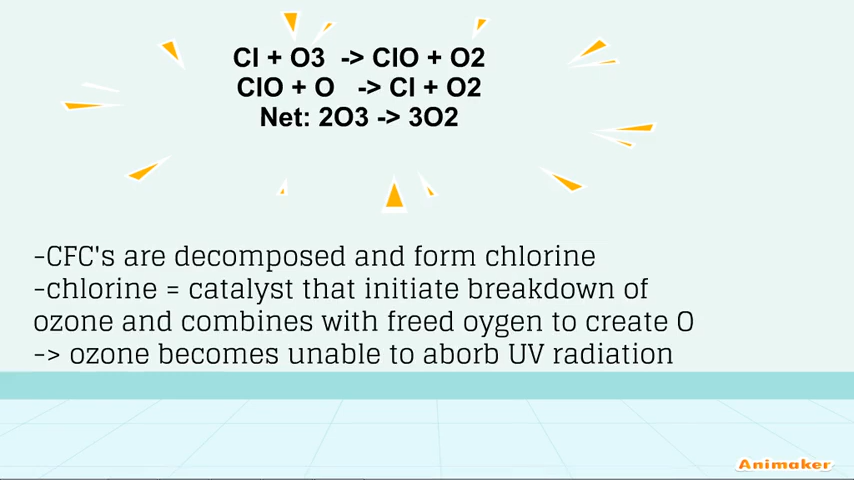 Cl + O3 -> ClO + O2
ClO + O -> Cl + O2
Net: 2O3 -> 3O2
-CFC's are decomposed and form chlorine
-chlorine = catalyst that initiate breakdown of
ozone and combines with freed oygen to create O
-> ozone becomes unable to aborb UV radiation
Animaker